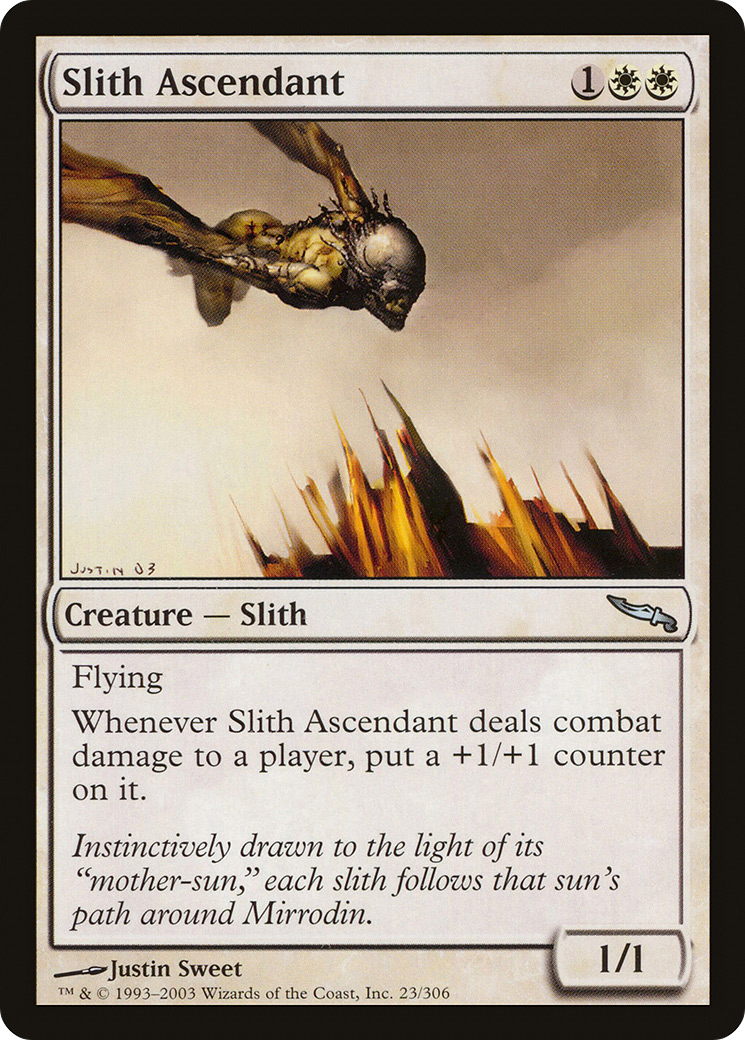 Slith Ascendant 1
JUSTIN 03
Creature — Slith
Flying
Whenever Slith Ascendant deals combat
damage to a player, put a +1/+1 counter
on it.
Instinctively drawn to the light of its
“mother-sun,” each slith follows that sun’s
path around Mirrodin.
1/1
Justin Sweet
™ & © 1993–2003 Wizards of the Coast, Inc. 23/306